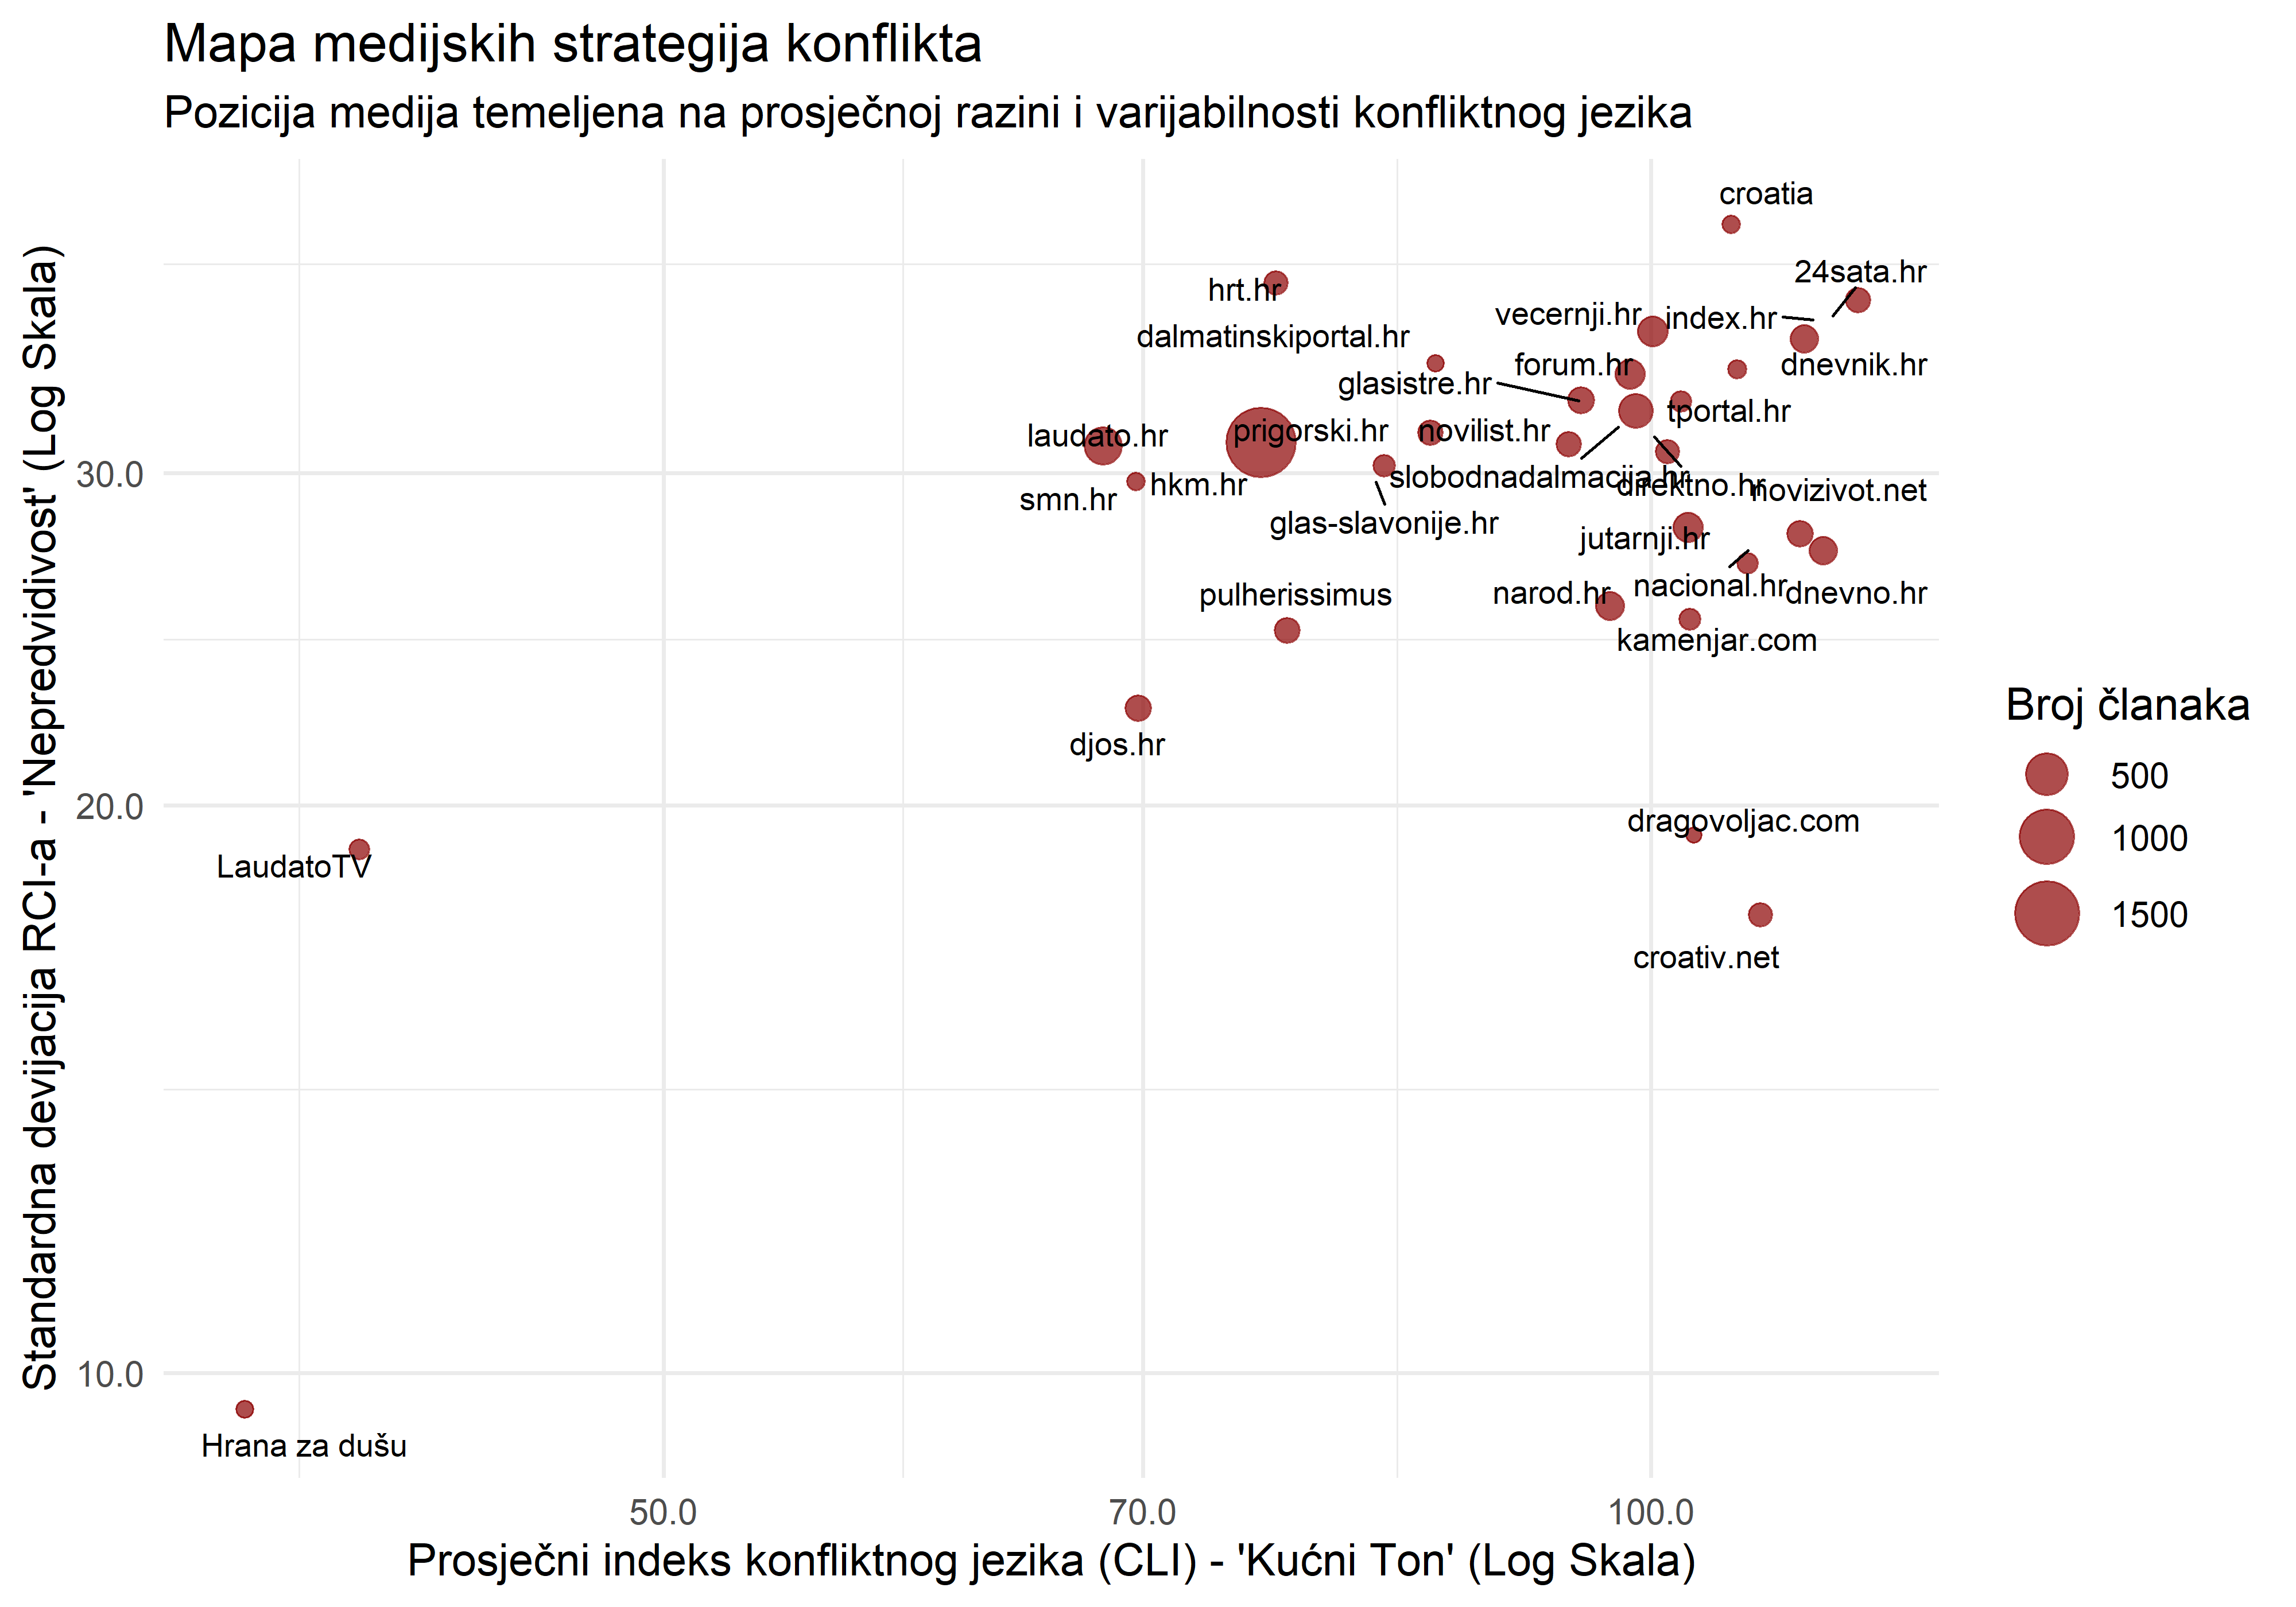 Mapa medijskih strategija konflikta
Pozicija medija temeljena na prosječnoj razini i varijabilnosti konfliktnog jezika
Standardna devijacija RCI-a - 'Nepredvidivost' (Log Skala)
30.0
20.0
10.0
croatia
24sata.hr
hrt.hr
vecernji.hr
index.hr
dalmatinskiportal.hr
forum.hr
dnevnik.hr
glasistre.hr
tportal.hr
laudato.hr
prigorski.hr
novilist.hr
slobodnadalmacija.hr
hkm.hr
direktno.hr
novizivot.net
smn.hr
glas-slavonije.hr
jutarnji.hr
nacional.hr
pulherissimus
narod.hr
dnevno.hr
kamenjar.com
djos.hr
dragovoljac.com
LaudatoTV
croativ.net
Hrana za dušu
50.0
70.0
100.0
Prosječni indeks konfliktnog jezika (CLI) - 'Kućni Ton' (Log Skala)
Broj članaka
500
1000
1500